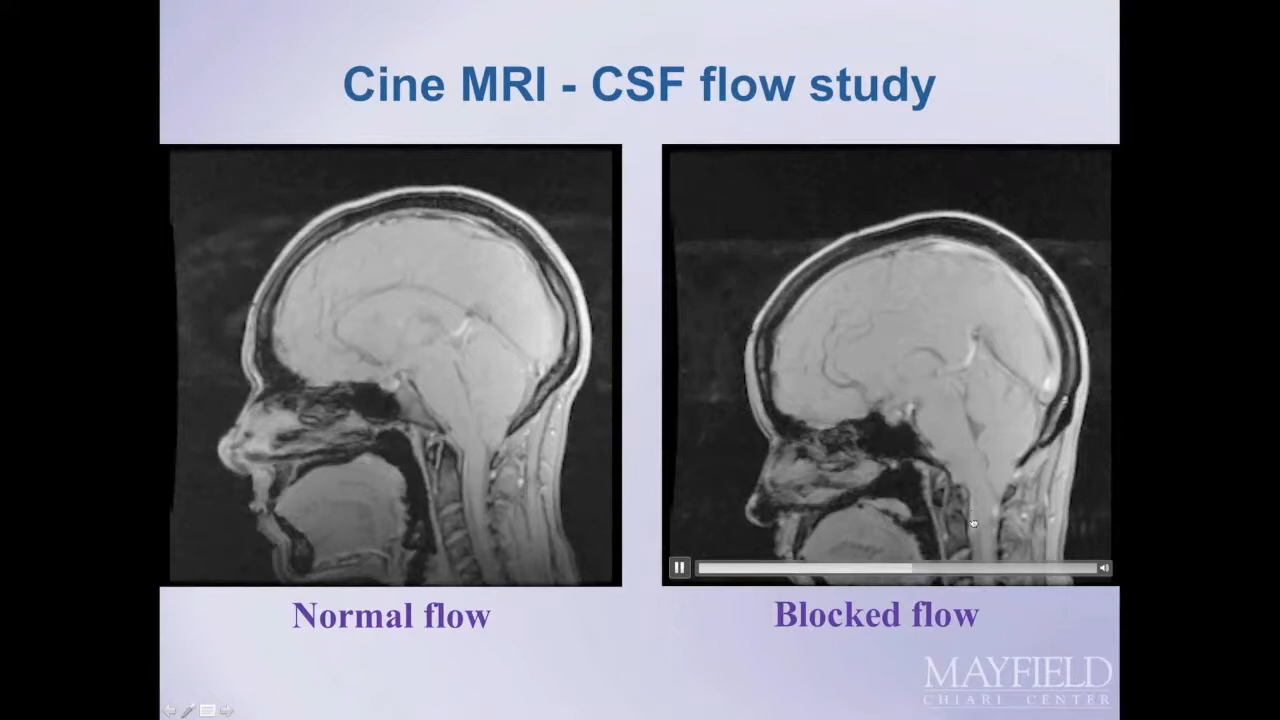 Cine MRI - CSF flow study
Normal flow
Blocked flow
MAYFIELD
CHIARI CENTER